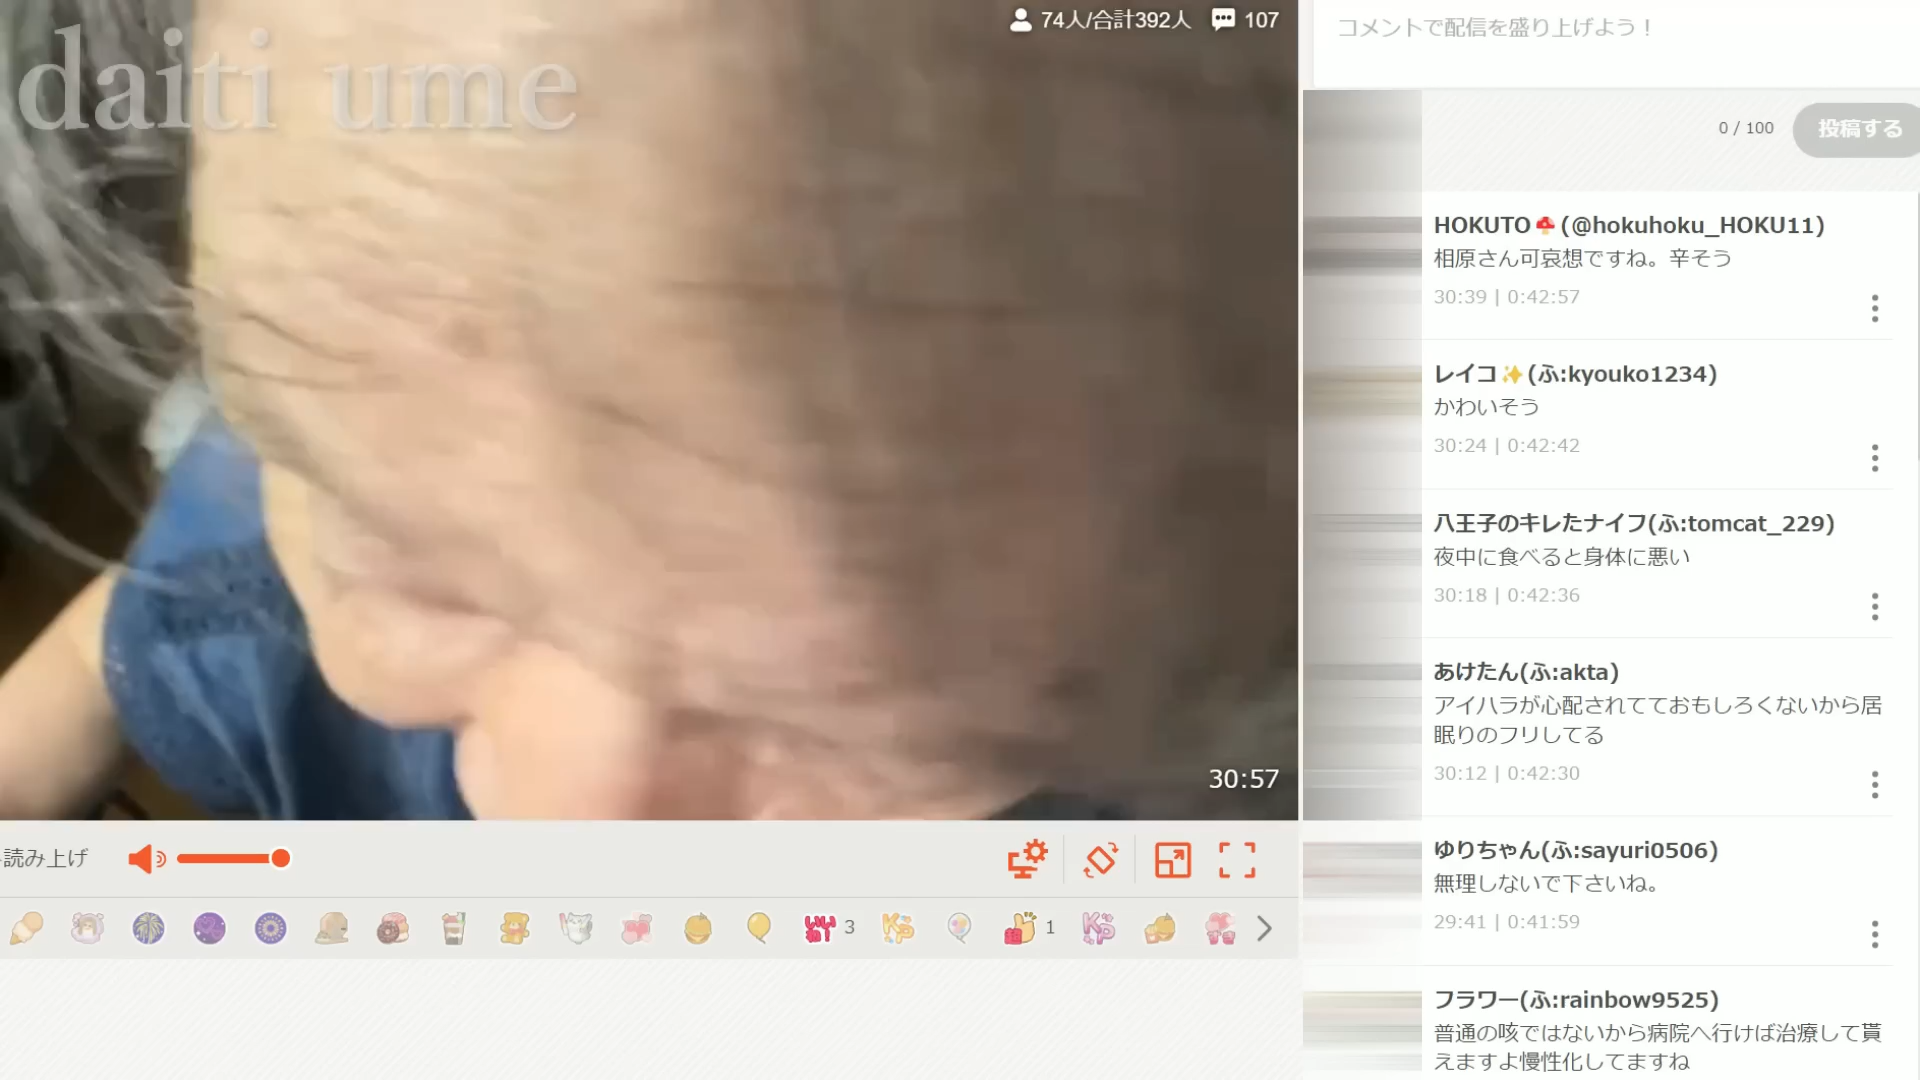 daiti ume
74人/合計392人 107
コメントで配信を盛り上げよう！
0 / 100
投稿する
HOKUTO🍄(@hokuhoku_HOKU11)
相原さん可哀想ですね。辛そう
30:39 | 0:42:57
レイコ✨(ふ:kyouko1234)
かわいそう
30:24 | 0:42:42
八王子のキレたナイフ(ふ:tomcat_229)
夜中に食べると身体に悪い
30:18 | 0:42:36
あけたん(ふ:akta)
アイハラが心配されてておもしろくないから居
眠りのフリしてる
30:12 | 0:42:30
ゆりちゃん(ふ:sayuri0506)
無理しないで下さいね。
29:41 | 0:41:59
フラワー(ふ:rainbow9525)
普通の咳ではないから病院へ行けば治療して貰
えますよ慢性化してますね
30:57
読み上げ
いいね! 3
KP
1
KP